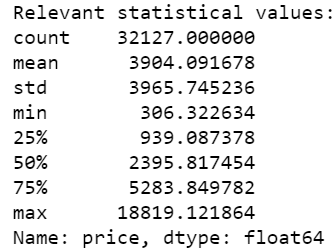 Relevant statistical values:
count 32127.000000
mean 3904.091678
std 3965.745236
min 306.322634
25% 939.087378
50% 2395.817454
75% 5283.849782
max 18819.121864
Name: price, dtype: float64